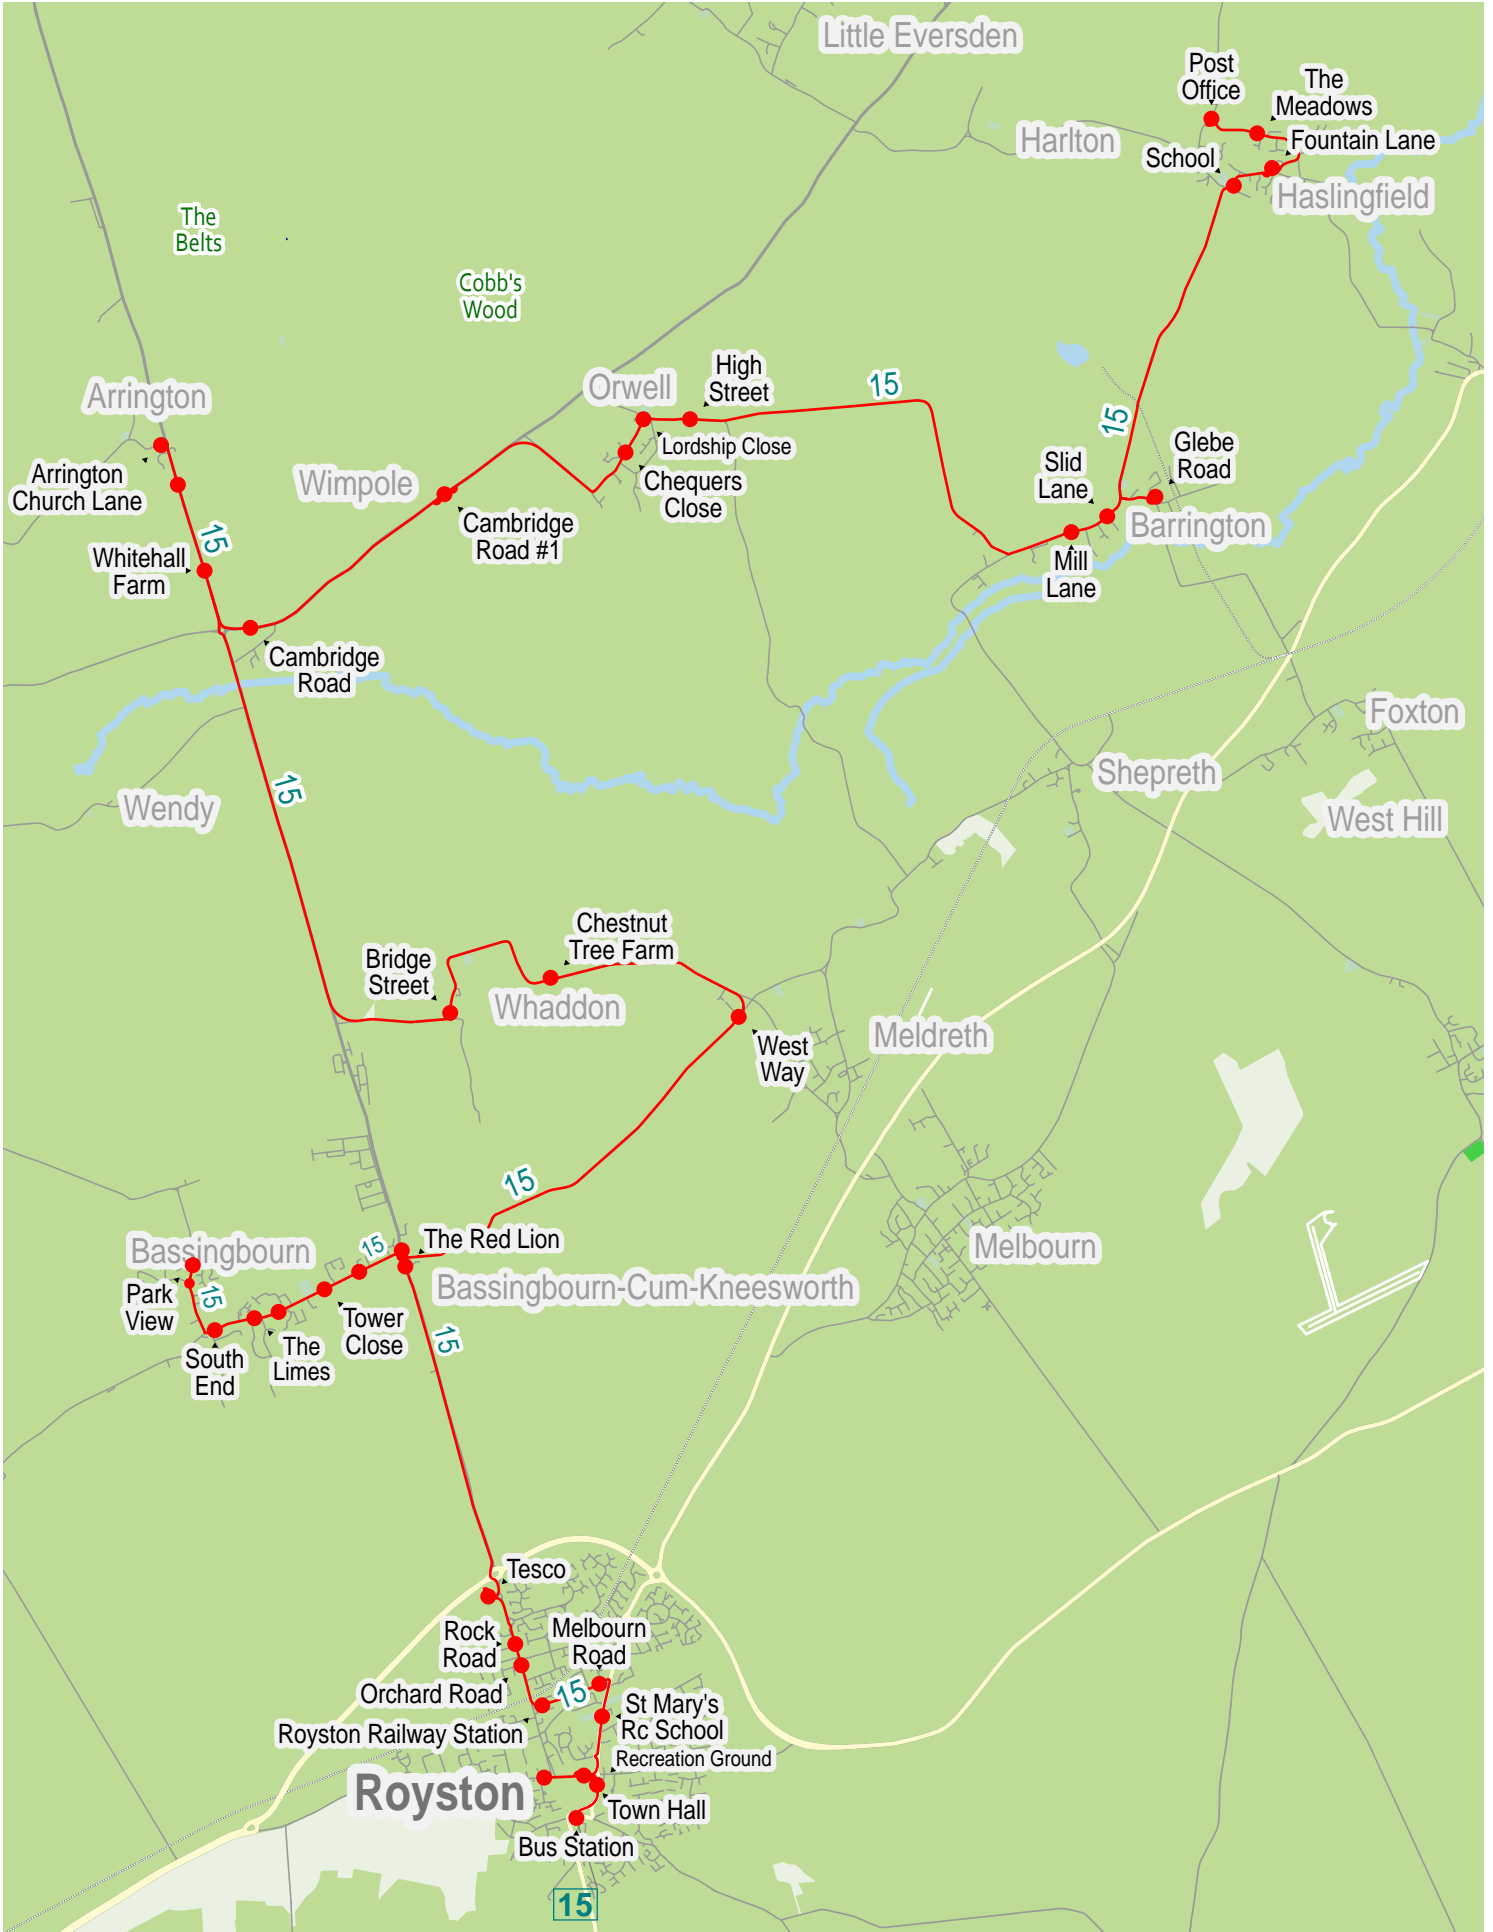 Little Eversden
Post
Office
The
Meadows
Harlton
Fountain Lane
School
Haslingfield
The
Belts
Cobb's
Wood
High
Street
Orwell
15
Arrington
15
Lordship Close
Glebe
Road
Slid
Lane
Arrington
Church Lane
Wimpole
Chequers
Close
Cambridge
Road #1
Barrington
15
Whitehall
Farm
Mill
Lane
Cambridge
Road
Foxton
Shepreth
15
Wendy
West Hill
Chestnut
Tree Farm
Bridge
Street
Whaddon
Meldreth
West
Way
15
The Red Lion
15
Bassingbourn
Melbourn
Park
View
15
Bassingbourn-Cum-Kneesworth
Tower
Close
15
The
Limes
South
End
Tesco
Rock
Road
Melbourn
Road
Orchard Road
15
St Mary's
Rc School
Royston Railway Station
Recreation Ground
Royston
Town Hall
Bus Station
15